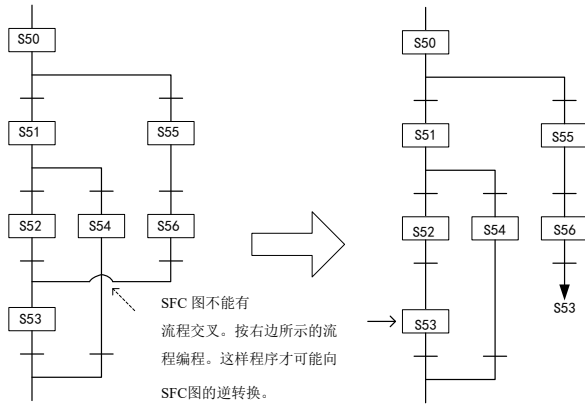 S50
S51
S55
S52
S54
S56
S53
SFC 图不能有
流程交叉。按右边所示的流
程编程。这样程序才可能向
SFC图的逆转换。
S50
S51
S55
S52
S54
S56
S53
S53